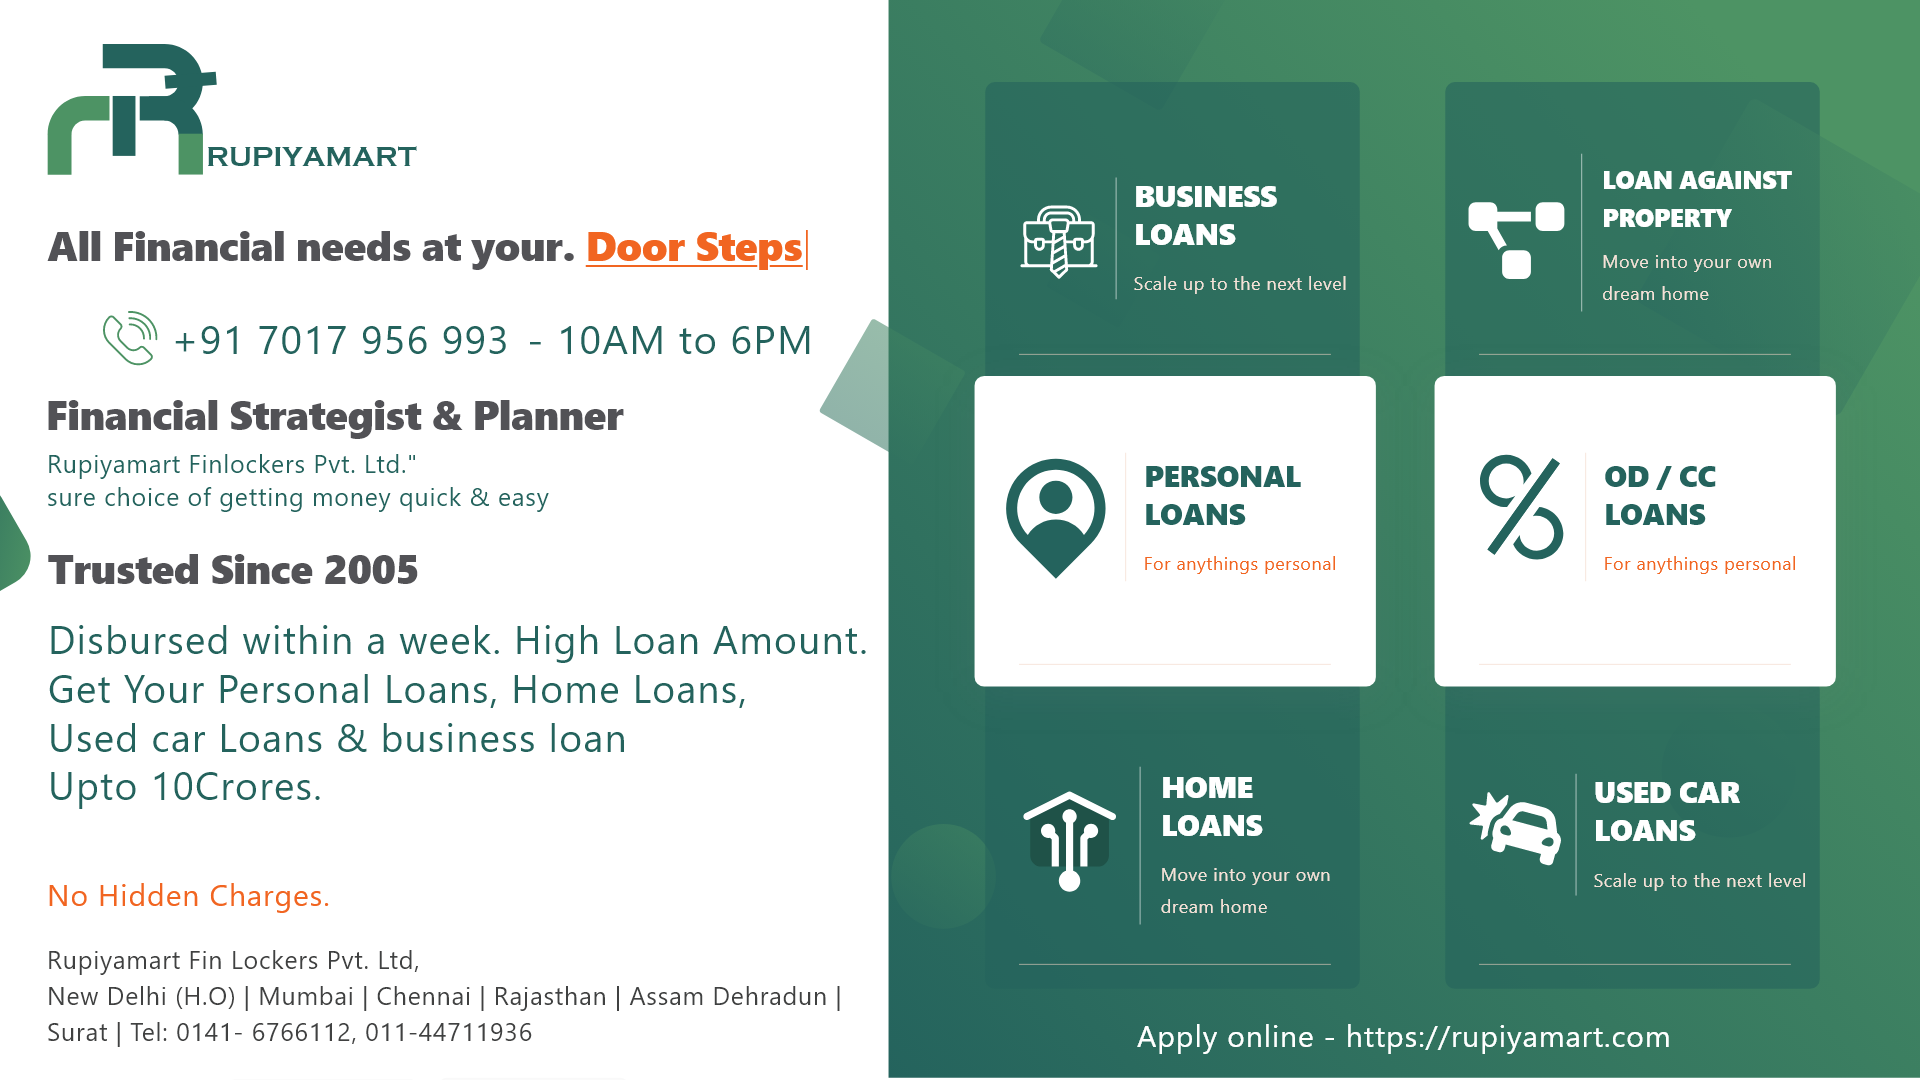 RUPIYAMART
All Financial needs at your. Door Steps
+91 7017 956 993 - 10AM to 6PM
Financial Strategist & Planner
Rupiyamart Finlockers Pvt. Ltd."
sure choice of getting money quick & easy
Trusted Since 2005
Disbursed within a week. High Loan Amount.
Get Your Personal Loans, Home Loans,
Used car Loans & business loan
Upto 10Crores.
No Hidden Charges.
Rupiyamart Fin Lockers Pvt. Ltd,
New Delhi (H.O) | Mumbai | Chennai | Rajasthan | Assam Dehradun |
Surat | Tel: 0141- 6766112, 011-44711936
BUSINESS
LOANS
Scale up to the next level
LOAN AGAINST
PROPERTY
Move into your own
dream home
PERSONAL
LOANS
For anythings personal
OD / CC
LOANS
For anythings personal
HOME
LOANS
Move into your own
dream home
USED CAR
LOANS
Scale up to the next level
Apply online - https://rupiyamart.com